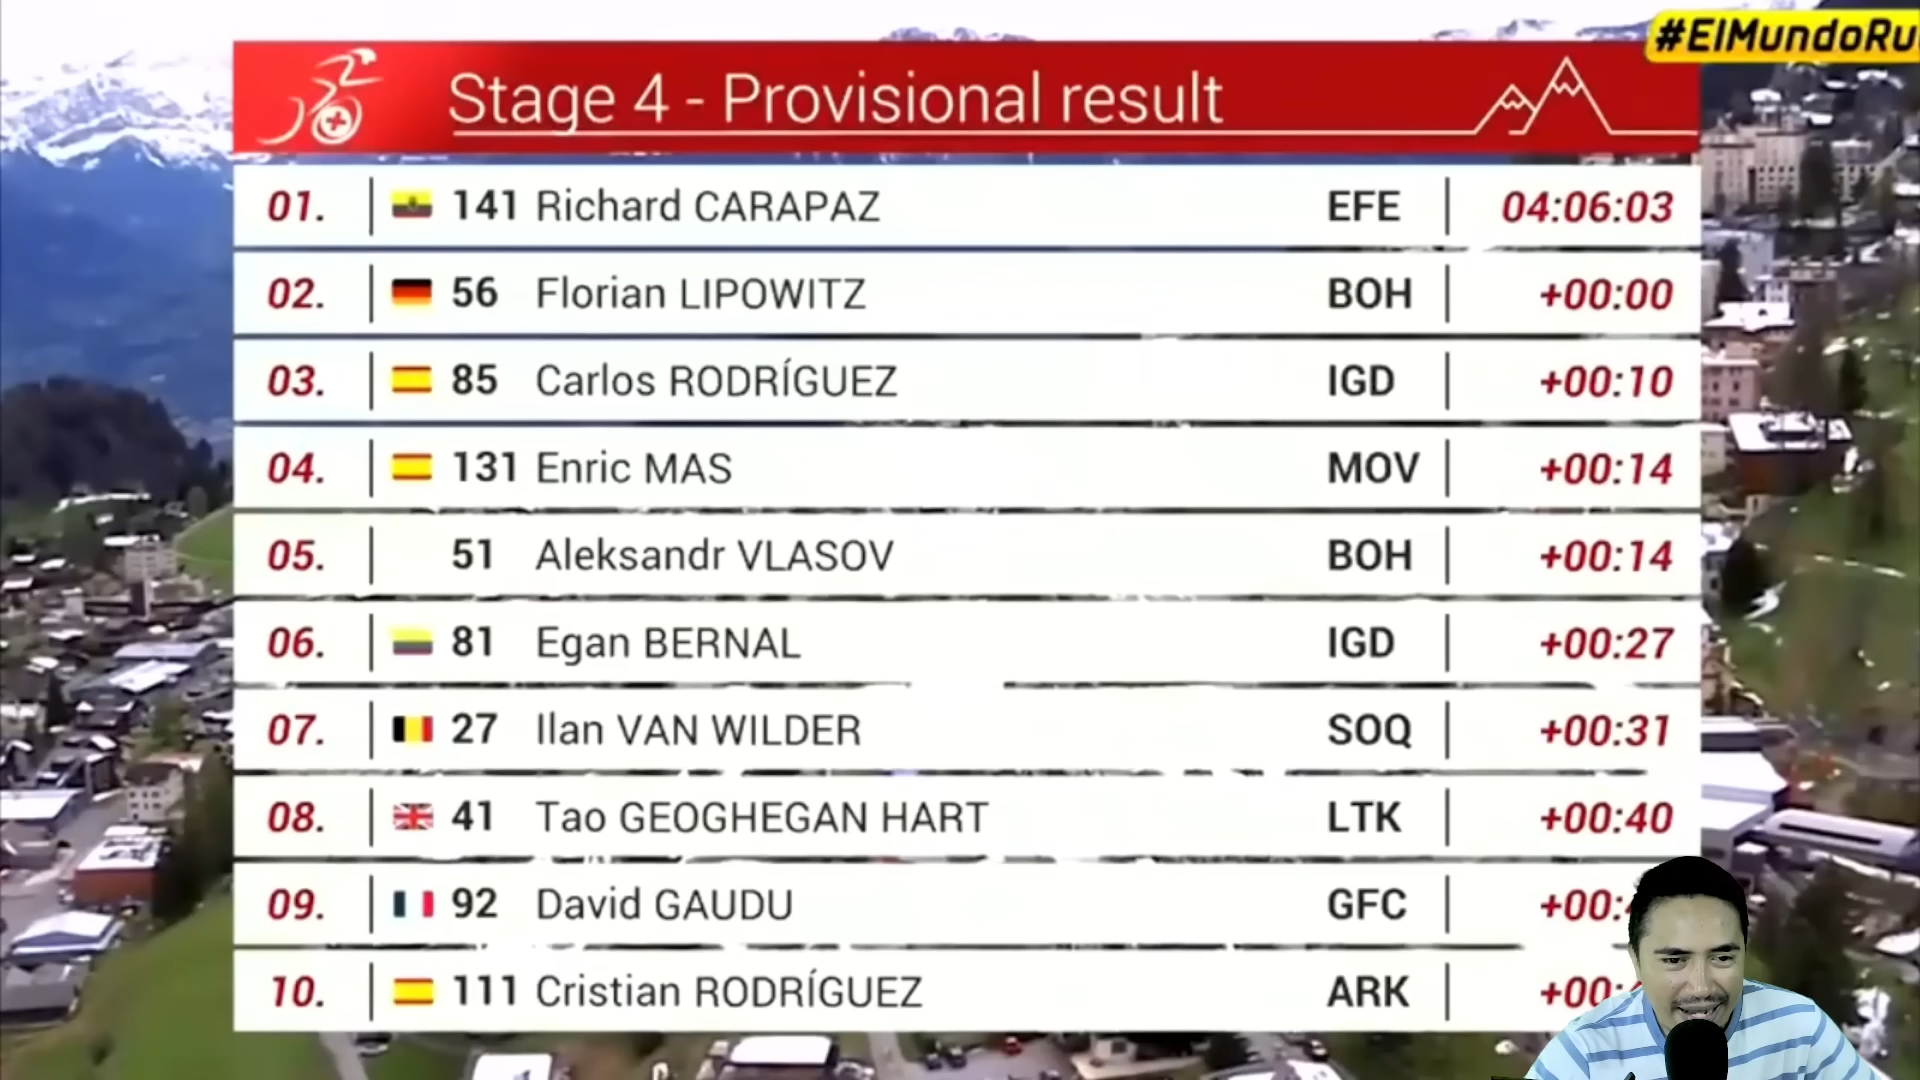 #ElMundoRu
Stage 4 - Provisional result
01. 141 Richard CARAPAZ EFE 04:06:03
02. 56 Florian LIPOWITZ BOH +00:00
03. 85 Carlos RODRÍGUEZ IGD +00:10
04. 131 Enric MAS MOV +00:14
05. 51 Aleksandr VLASOV BOH +00:14
06. 81 Egan BERNAL IGD +00:27
07. 27 Ilan VAN WILDER SOQ +00:31
08. 41 Tao GEOGHEGAN HART LTK +00:40
09. 92 David GAUDU GFC +00:
10. 111 Cristian RODRÍGUEZ ARK +00: